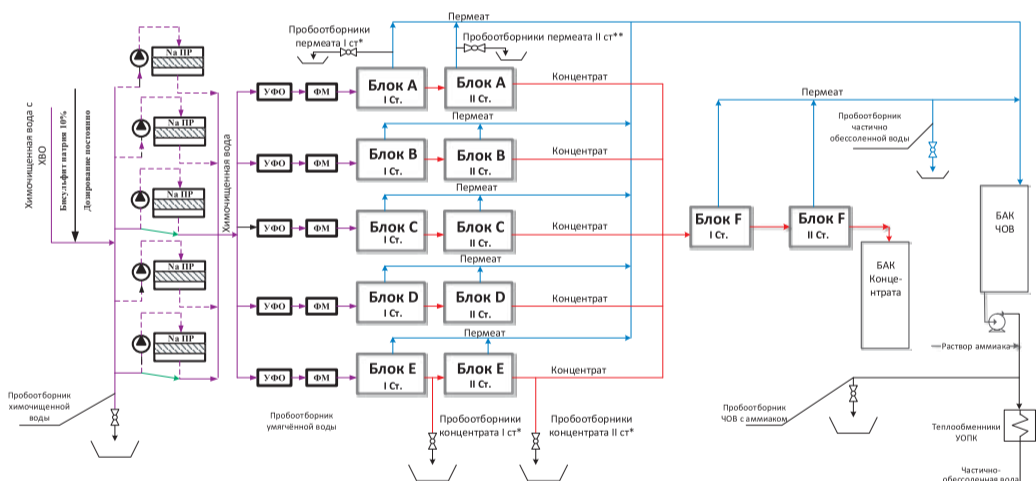 Химочищенная вода с
ХВО
Бисульфит натрия 10%
Дозирование постоянно
Na ПР
Na ПР
Na ПР
Na ПР
Na ПР
Пробоотборник
химочищенной
воды
Химочищенная вода
Пробоотборники
пермеата I ст*
Пермеат
Пробоотборники пермеата II ст**
УФО
ФМ
Блок А
I Ст.
Блок А
II Ст.
Концентрат
Пермеат
УФО
ФМ
Блок B
I Ст.
Блок B
II Ст.
Концентрат
Пермеат
УФО
ФМ
Блок C
I Ст.
Блок C
II Ст.
Концентрат
Пермеат
УФО
ФМ
Блок D
I Ст.
Блок D
II Ст.
Концентрат
Пермеат
УФО
ФМ
Блок E
I Ст.
Блок E
II Ст.
Концентрат
Пробоотборник
умягчённой воды
Пробоотборники
концентрата I ст*
Пробоотборники
концентрата II ст*
Пермеат
Пробоотборник
частично
обессоленной воды
Блок F
I Ст.
Блок F
II Ст.
БАК
Конце-
нтрата
БАК
ЧОВ
Раствор аммиака
Пробоотборник
ЧОВ с аммиаком
Теплообменники
УОПК
Частично-
обессоленная вода